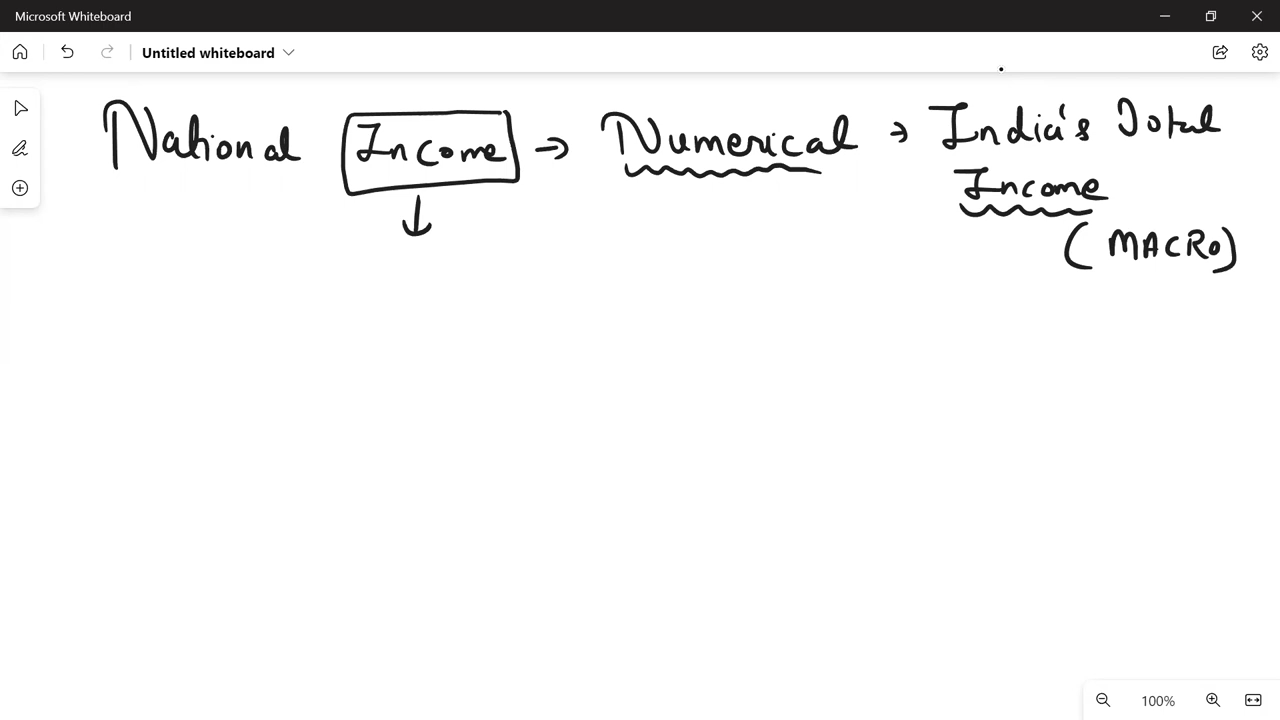 Microsoft Whiteboard
Untitled whiteboard
National Income → Numerical → India's Total
Income
(MACRO)
↓
100%